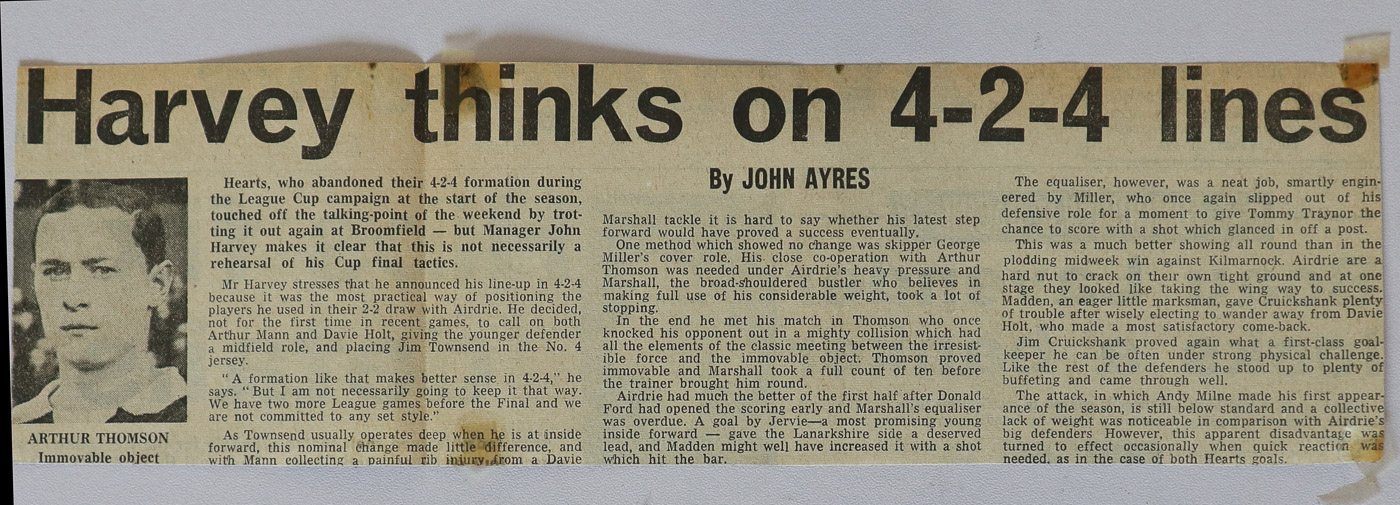 Harvey thinks on 4-2-4 lines
ARTHUR THOMSON
Immovable object
Hearts, who abandoned their 4-2-4 formation during
the League Cup campaign at the start of the season,
touched off the talking-point of the weekend by trot-
ting it out again at Broomfield — but Manager John
Harvey makes it clear that this is not necessarily a
rehearsal of his Cup final tactics.
Mr Harvey stresses that he announced his line-up in 4-2-4
because it was the most practical way of positioning the
players he used in their 2-2 draw with Airdrie. He decided,
not for the first time in recent games, to call on both
Arthur Mann and Davie Holt, giving the younger defender
a midfield role, and placing Jim Townsend in the No. 4
jersey.
"A formation like that makes better sense in 4-2-4," he
says. "But I am not necessarily going to keep it that way.
We have two more League games before the Final and we
are not committed to any set style."
As Townsend usually operates deep when he is at inside
forward, this nominal change made little difference, and
with Mann collecting a painful rib injury from a Davie
By JOHN AYRES
Marshall tackle it is hard to say whether his latest step
forward would have proved a success eventually.
One method which showed no change was skipper George
Miller's cover role. His close co-operation with Arthur
Thomson was needed under Airdrie's heavy pressure and
Marshall, the broad-shouldered bustler who believes in
making full use of his considerable weight, took a lot of
stopping.
In the end he met his match in Thomson who once
knocked his opponent out in a mighty collision which had
all the elements of the classic meeting between the irresist-
ible force and the immovable object. Thomson proved
immovable and Marshall took a full count of ten before
the trainer brought him round.
Airdrie had much the better of the first half after Donald
Ford had opened the scoring early and Marshall's equaliser
was overdue. A goal by Jervie—a most promising young
inside forward — gave the Lanarkshire side a deserved
lead, and Madden might well have increased it with a shot
which hit the bar.
The equaliser, however, was a neat job, smartly engin-
eered by Miller, who once again slipped out of his
defensive role for a moment to give Tommy Traynor the
chance to score with a shot which glanced in off a post.
This was a much better showing all round than in the
plodding midweek win against Kilmarnock. Airdrie are a
hard nut to crack on their own tight ground and at one
stage they looked like taking the wing way to success.
Madden, an eager little marksman, gave Cruickshank plenty
of trouble after wisely electing to wander away from Davie
Holt, who made a most satisfactory come-back.
Jim Cruickshank proved again what a first-class goal-
keeper he can be often under strong physical challenge.
Like the rest of the defenders he stood up to plenty of
buffeting and came through well.
The attack, in which Andy Milne made his first appear-
ance of the season, is still below standard and a collective
lack of weight was noticeable in comparison with Airdrie's
big defenders However, this apparent disadvantage was
turned to effect occasionally when quick reaction was
needed, as in the case of both Hearts goals.